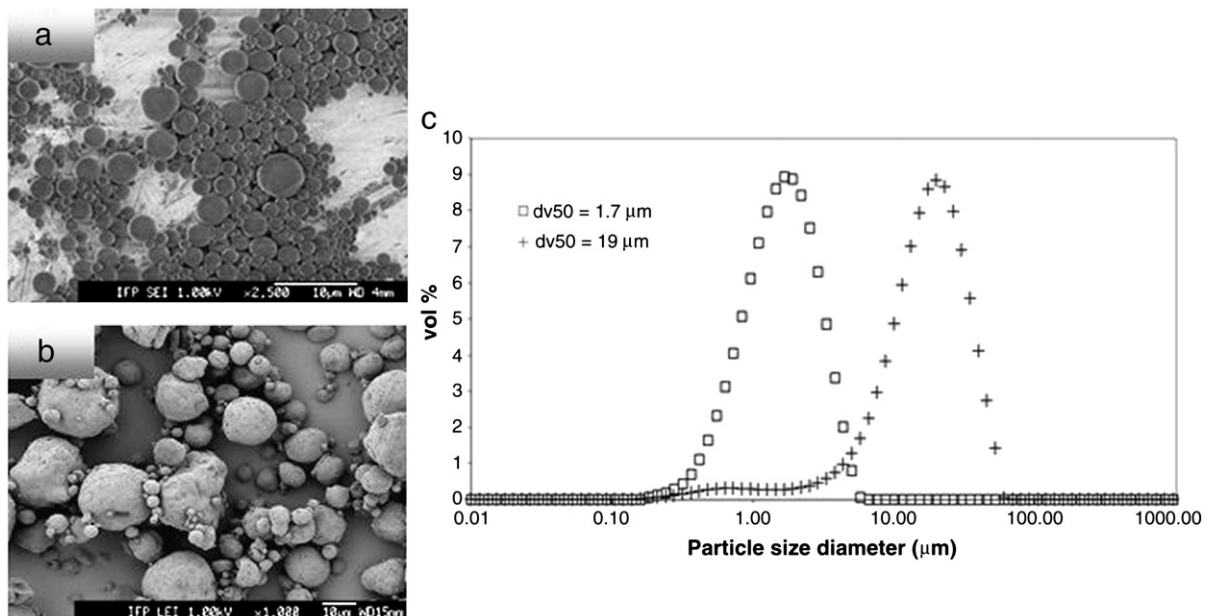 a
IFP SEI 1.00kV ×2,500 10μm WD 4mm
b
IFP LEI 1.00kV ×1,000 10μm WD15mm
c
10
9
8
7
6
5
4
3
2
1
0
vol %
dv50 = 1.7 μm
dv50 = 19 μm
0.01 0.10 1.00 10.00 100.00 1000.00
Particle size diameter (μm)